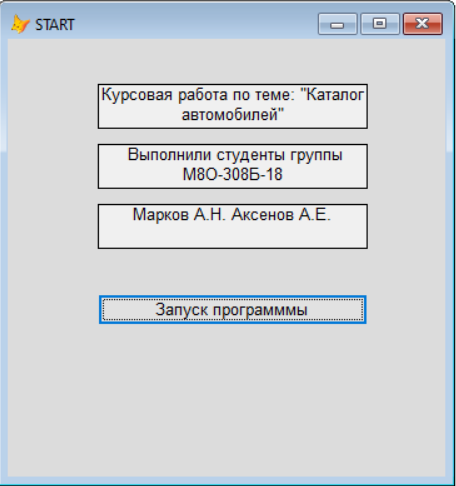 START
Курсовая работа по теме: "Каталог
автомобилей"
Выполнили студенты группы
М8О-308Б-18
Марков А.Н. Аксенов А.Е.
Запуск программмы